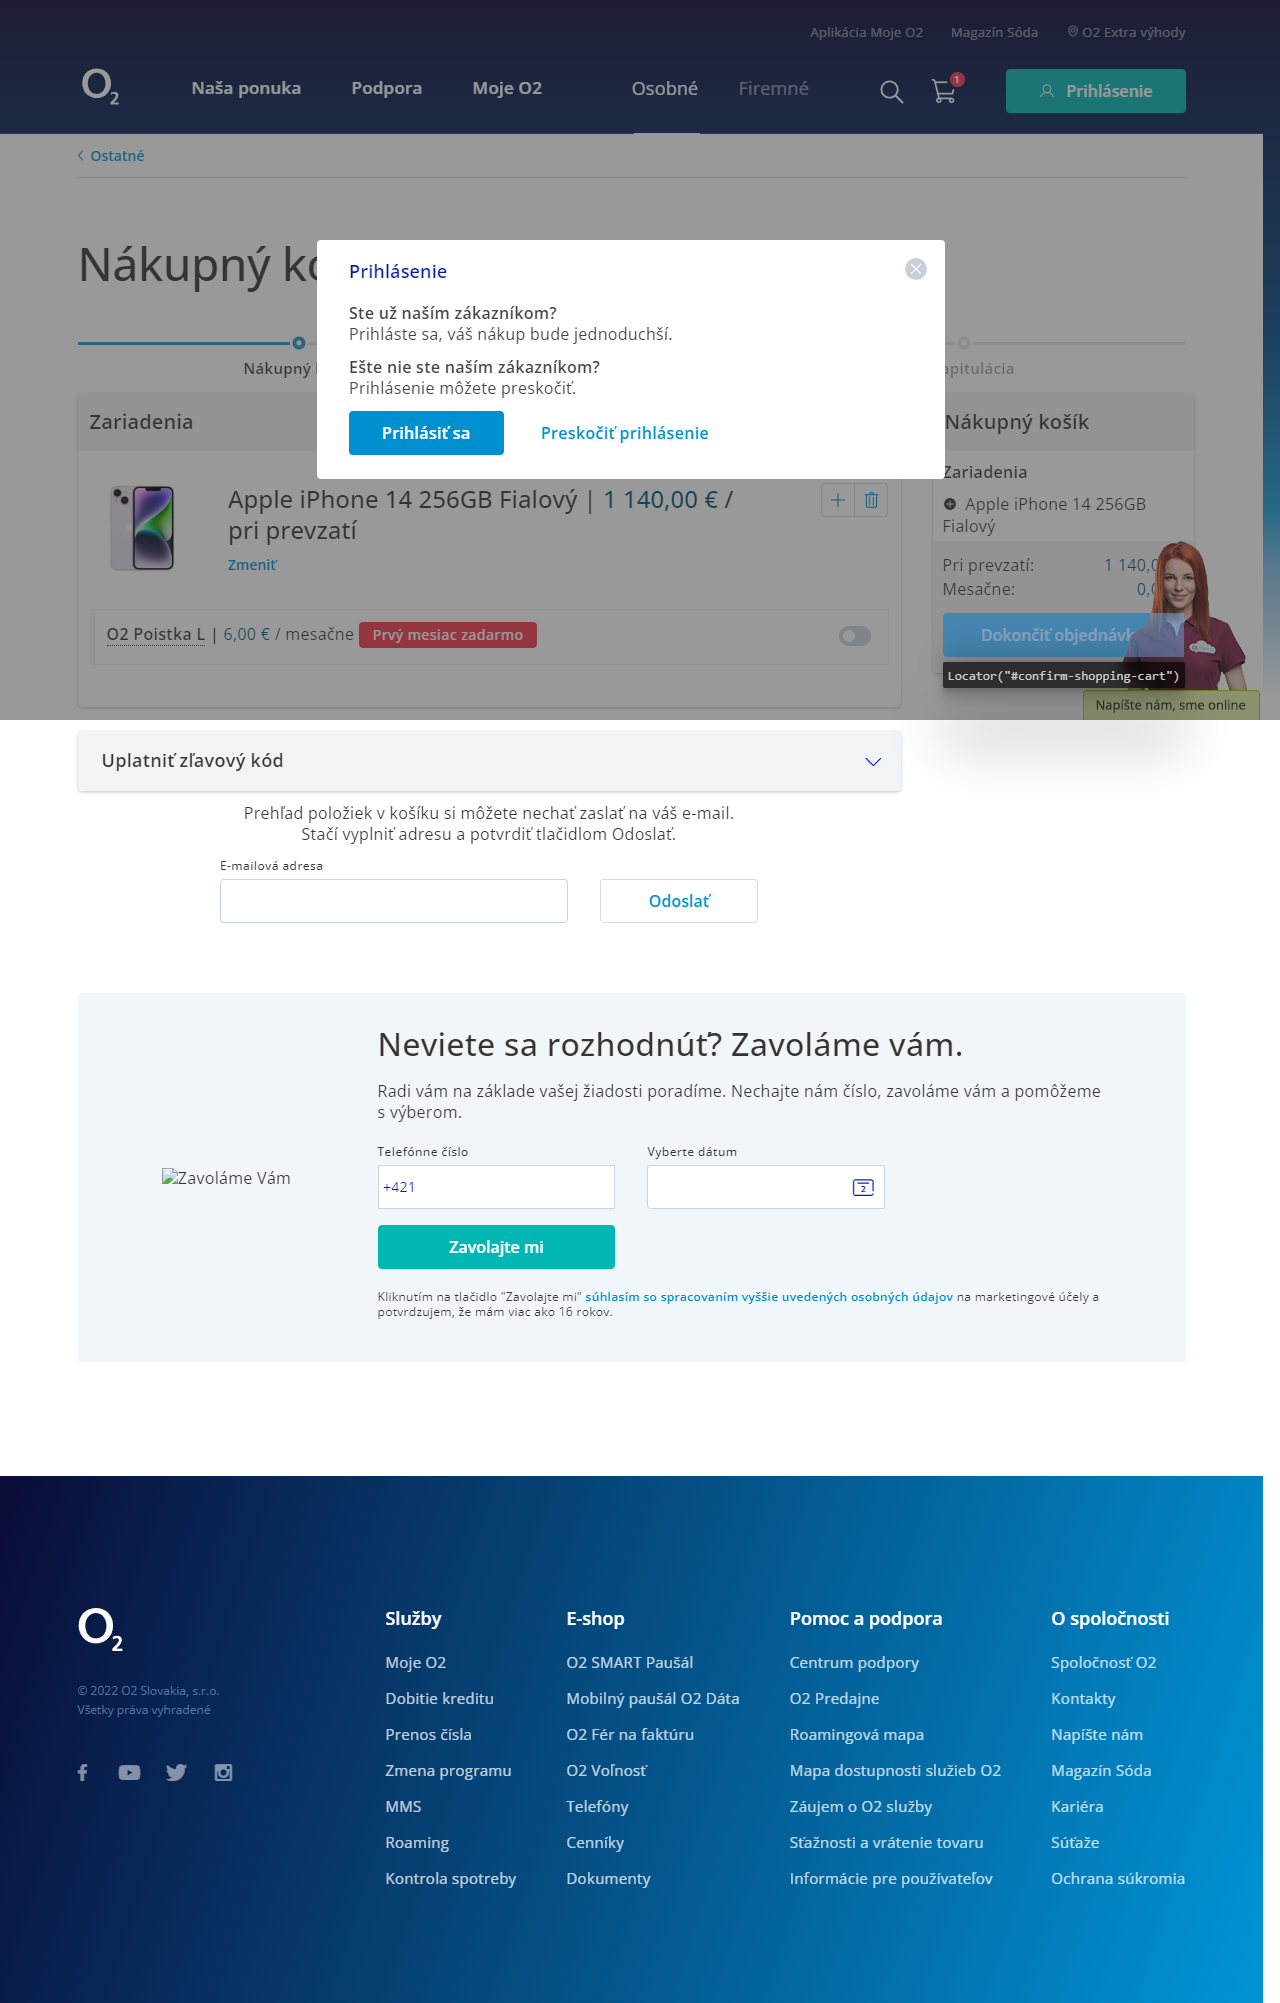 Aplikácia Moje O2
Magazín Sóda
O2 Extra výhody
O2
Naša ponuka
Podpora
Moje O2
Osobné
Firemné
1
Prihlásenie
Ostatné
Nákupný
Prihlásenie
Ste už naším zákazníkom?
Prihláste sa, váš nákup bude jednoduchší.
Ešte nie ste naším zákazníkom?
Prihlásenie môžete preskočiť.
Prihlásiť sa
Preskočiť prihlásenie
Nákupný
apitulácia
Zariadenia
Apple iPhone 14 256GB Fialový | 1 140,00 € /
pri prevzatí
Zmeniť
O2 Poistka L | 6,00 € / mesačne Prvý mesiac zadarmo
Nákupný košík
Zariadenia
Apple iPhone 14 256GB
Fialový
Pri prevzatí: 1 140,0
Mesačne: 0,0
Dokončiť objednávk
Locator("#confirm-shopping-cart")
Napíšte nám, sme online
Uplatniť zľavový kód
Prehľad položiek v košíku si môžete nechať zaslať na váš e-mail.
Stačí vyplniť adresu a potvrdiť tlačidlom Odoslať.
E-mailová adresa
Odoslať
Neviete sa rozhodnúť? Zavoláme vám.
Radi vám na základe vašej žiadosti poradíme. Nechajte nám číslo, zavoláme vám a pomôžeme
s výberom.
Zavoláme Vám
Telefónne číslo
Vyberte dátum
+421
2
Zavolajte mi
Kliknutím na tlačidlo "Zavolajte mi" súhlasím so spracovaním vyššie uvedených osobných údajov na marketingové účely a
potvrdzujem, že mám viac ako 16 rokov.
O2
© 2022 O2 Slovakia, s.r.o.
Všetky práva vyhradené
Služby
Moje O2
Dobitie kreditu
Prenos čísla
Zmena programu
MMS
Roaming
Kontrola spotreby
E-shop
O2 SMART Paušál
Mobilný paušál O2 Dáta
O2 Fér na faktúru
O2 Voľnosť
Telefóny
Cenníky
Dokumenty
Pomoc a podpora
Centrum podpory
O2 Predajne
Roamingová mapa
Mapa dostupnosti služieb O2
Záujem o O2 služby
Sťažnosti a vrátenie tovaru
Informácie pre používateľov
O spoločnosti
Spoločnosť O2
Kontakty
Napíšte nám
Magazín Sóda
Kariéra
Súťaže
Ochrana súkromia